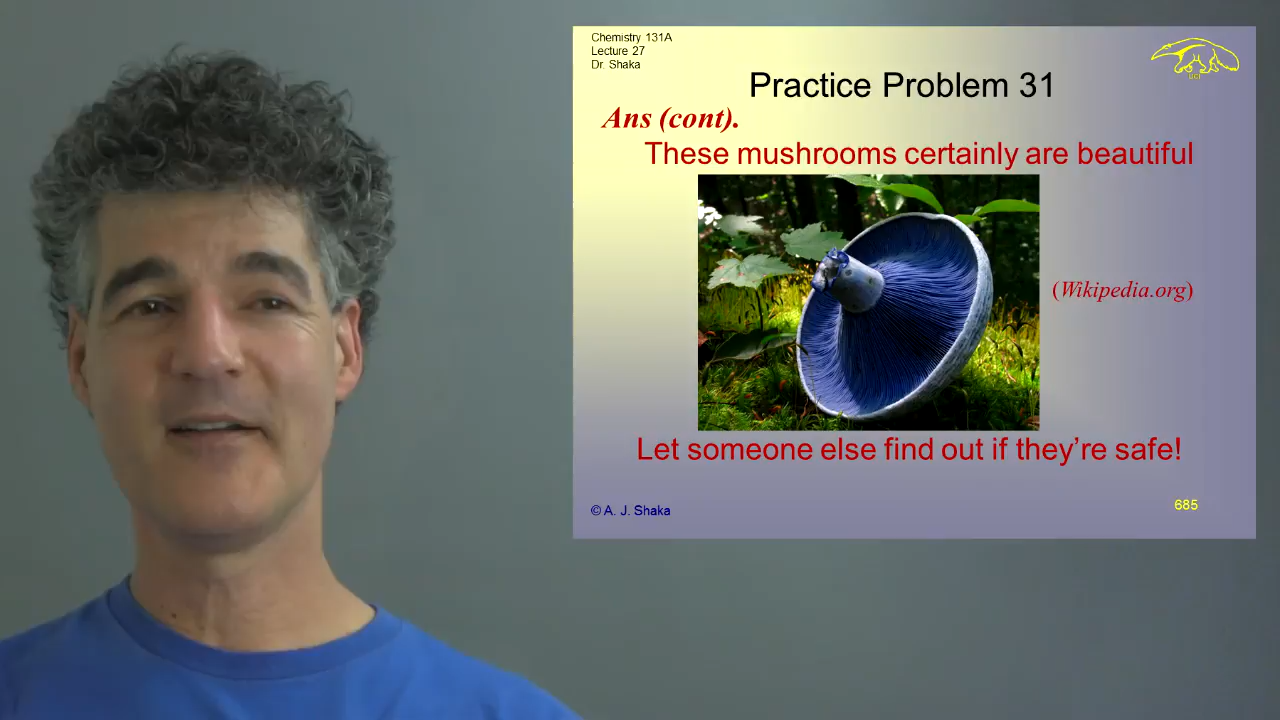 Chemistry 131A
Lecture 27
Dr. Shaka
UCI
Practice Problem 31
Ans (cont).
These mushrooms certainly are beautiful
(Wikipedia.org)
Let someone else find out if they’re safe!
© A. J. Shaka
685